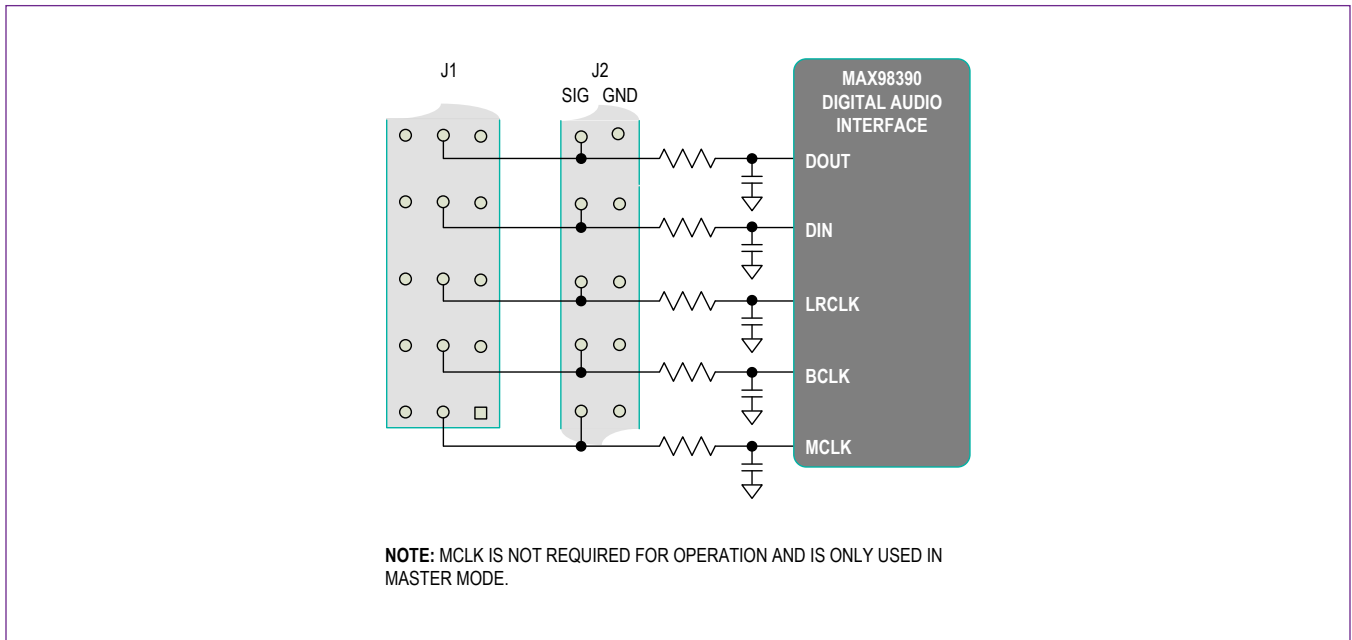 J1
J2
SIG GND
MAX98390
DIGITAL AUDIO
INTERFACE
DOUT
DIN
LRCLK
BCLK
MCLK
NOTE: MCLK IS NOT REQUIRED FOR OPERATION AND IS ONLY USED IN
MASTER MODE.